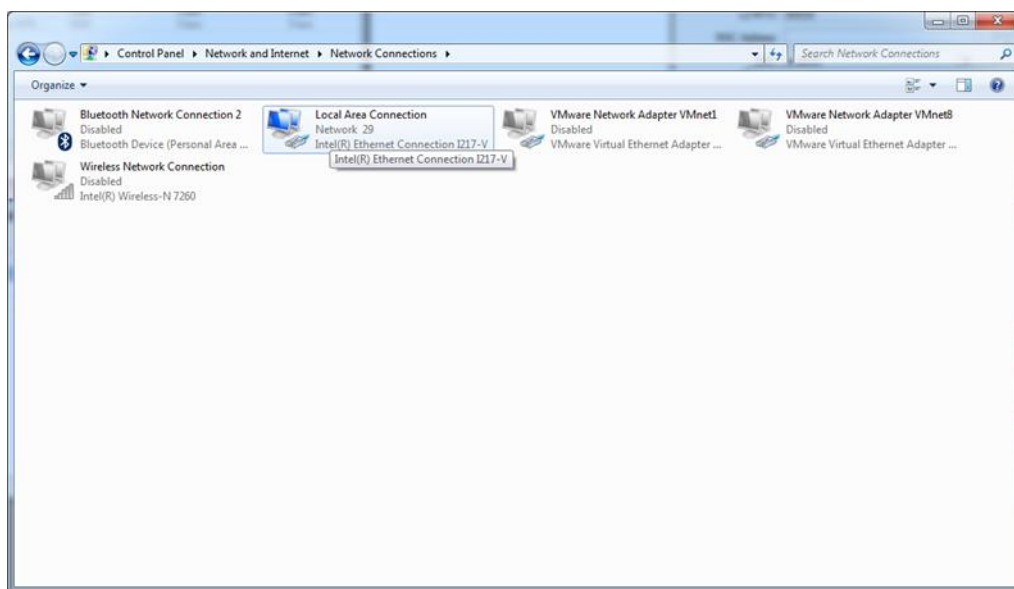 Control Panel ▸ Network and Internet ▸ Network Connections ▸
Search Network Connections
Organize
Bluetooth Network Connection 2
Disabled
Bluetooth Device (Personal Area ...
Local Area Connection
Network 29
Intel(R) Ethernet Connection I217-V
Intel(R) Ethernet Connection I217-V
VMware Network Adapter VMnet1
Disabled
VMware Virtual Ethernet Adapter ...
VMware Network Adapter VMnet8
Disabled
VMware Virtual Ethernet Adapter ...
Wireless Network Connection
Disabled
Intel(R) Wireless-N 7260